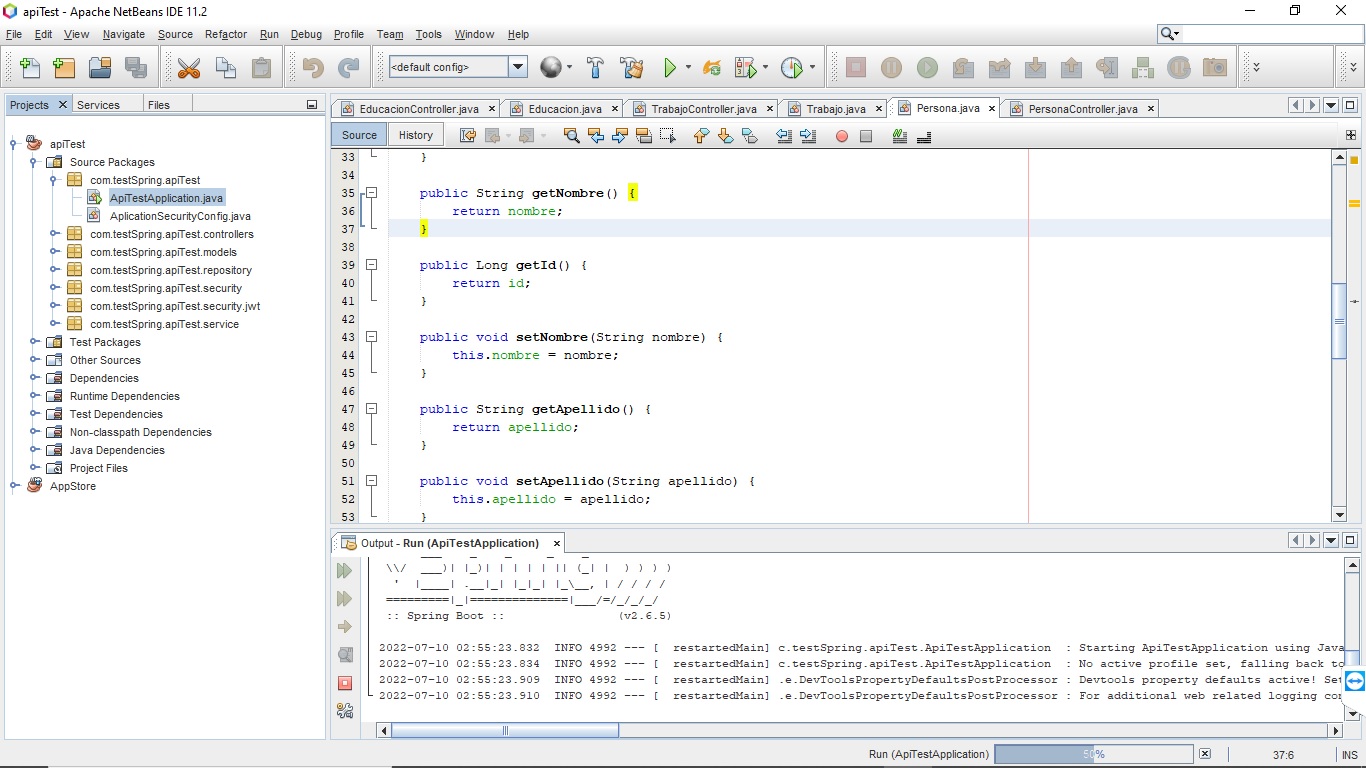 apiTest - Apache NetBeans IDE 11.2
File Edit View Navigate Source Refactor Run Debug Profile Team Tools Window Help
<default config>
Projects Services Files
apiTest
Source Packages
com.testSpring.apiTest
ApiTestApplication.java
AplicationSecurityConfig.java
com.testSpring.apiTest.controllers
com.testSpring.apiTest.models
com.testSpring.apiTest.repository
com.testSpring.apiTest.security
com.testSpring.apiTest.security.jwt
com.testSpring.apiTest.service
Test Packages
Other Sources
Dependencies
Runtime Dependencies
Test Dependencies
Non-classpath Dependencies
Java Dependencies
Project Files
AppStore
EducacionController.java Educacion.java TrabajoController.java Trabajo.java Persona.java PersonaController.java
Source History
33 }
34
35 public String getNombre() {
36 return nombre;
37 }
38
39 public Long getId() {
40 return id;
41 }
42
43 public void setNombre(String nombre) {
44 this.nombre = nombre;
45 }
46
47 public String getApellido() {
48 return apellido;
49 }
50
51 public void setApellido(String apellido) {
52 this.apellido = apellido;
53 }
Output - Run (ApiTestApplication)
\\/  ___)| |_)| | | | | || (_| |  ) ) ) )
'  |____| .__|_| |_|_| |_\__, | / / / /
=========|_|==============|___/=/_/_/_/
:: Spring Boot :: (v2.6.5)
2022-07-10 02:55:23.832 INFO 4992 --- [ restartedMain] c.testSpring.apiTest.ApiTestApplication : Starting ApiTestApplication using Java
2022-07-10 02:55:23.834 INFO 4992 --- [ restartedMain] c.testSpring.apiTest.ApiTestApplication : No active profile set, falling back to
2022-07-10 02:55:23.909 INFO 4992 --- [ restartedMain] .e.DevToolsPropertyDefaultsPostProcessor : Devtools property defaults active! Set
2022-07-10 02:55:23.910 INFO 4992 --- [ restartedMain] .e.DevToolsPropertyDefaultsPostProcessor : For additional web related logging con
Run (ApiTestApplication) 50% 37:6 INS